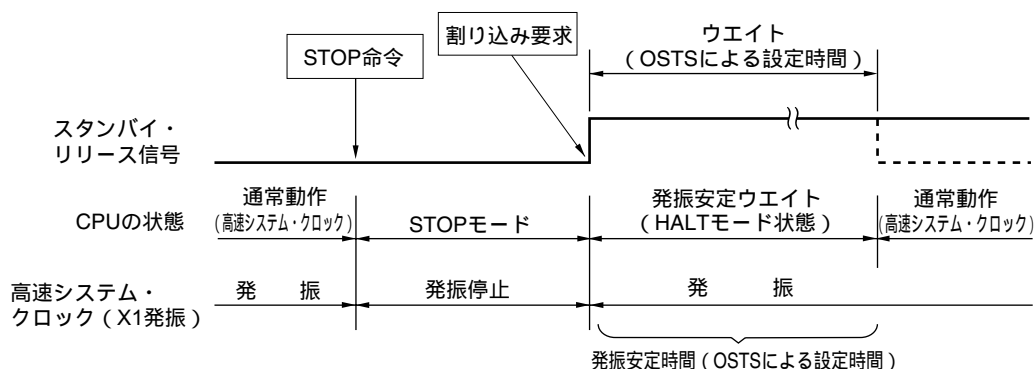 ウエイト
割り込み要求
(OSTSによる設定時間)
STOP命令
スタンバイ・
リリース信号
通常動作
発振安定ウエイト
通常動作
CPUの状態
(高速システム・クロック)
STOPモード
(HALTモード状態)
(高速システム・クロック)
高速システム・
クロック(X1発振)
発 振
発振停止
発 振
発振安定時間(OSTSによる設定時間)